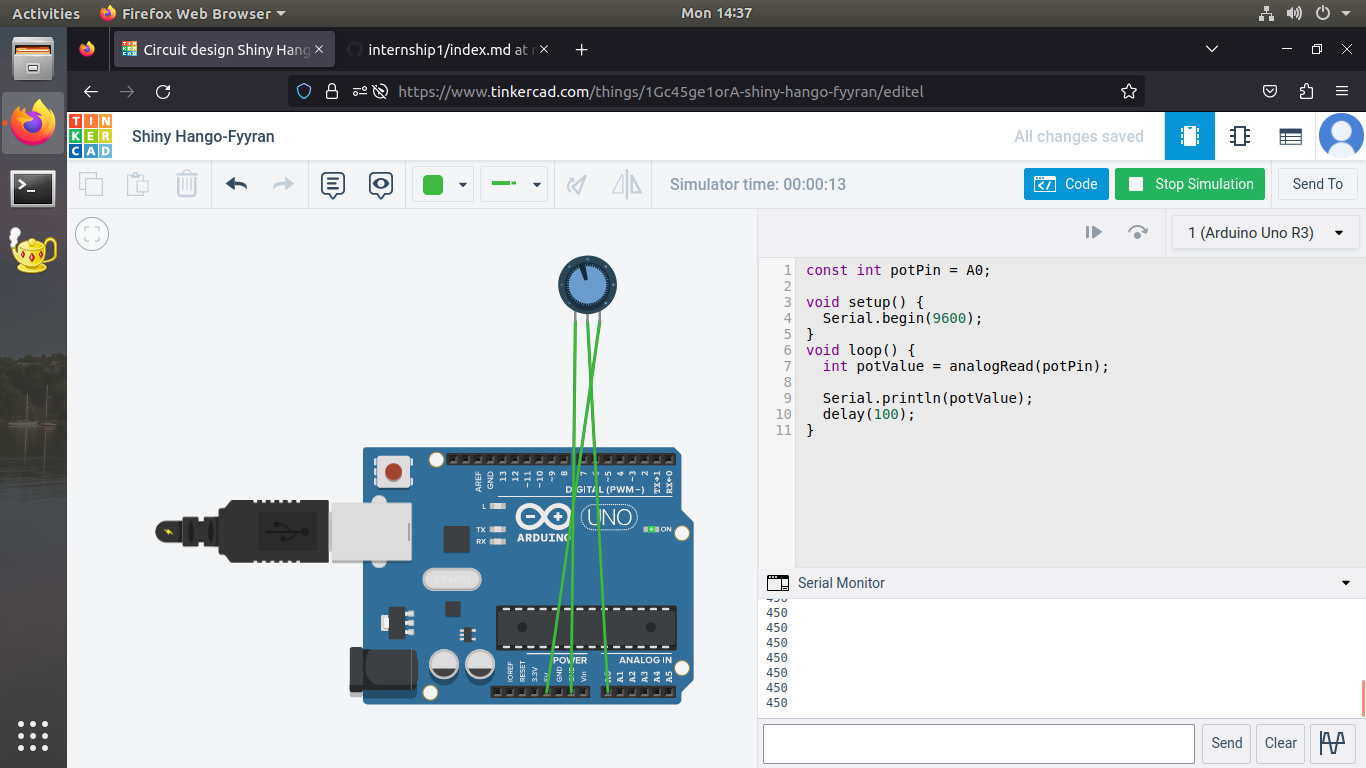 Activities
Firefox Web Browser
Mon 14:37
Circuit design Shiny Hang
internship1/index.md at
https://www.tinkercad.com/things/1Gc45ge1orA-shiny-hango-fyyran/editel
TINKERCAD
Shiny Hango-Fyyran
All changes saved
Simulator time: 00:00:13
Code
Stop Simulation
Send To
1 (Arduino Uno R3)
1 const int potPin = A0;
2
3 void setup() {
4 Serial.begin(9600);
5 }
6 void loop() {
7 int potValue = analogRead(potPin);
8
9 Serial.println(potValue);
10 delay(100);
11 }
AREF
GND
13
12
~11
~10
~9
8
7
~5
4
~3
2
TX→1
RX←0
DIGITAL (PWM~)
L
TX
RX
ARDUINO
UNO
ON
IOREF
RESET
3.3V
5V
GND
Vin
POWER
ANALOG IN
A0
A1
A2
A3
A4
A5
Serial Monitor
450
450
450
450
450
450
450
450
Send
Clear